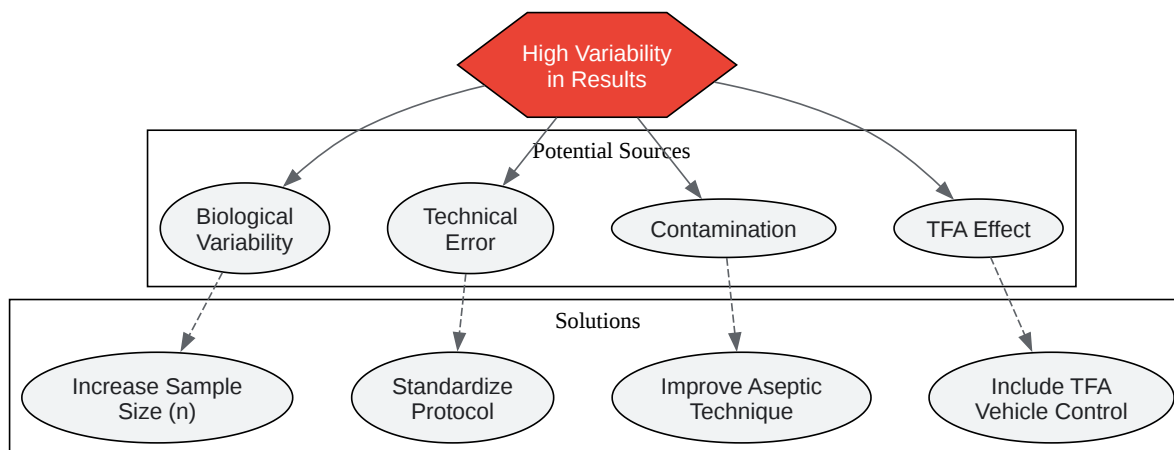 High Variability
in Results
Potential Sources
Biological
Variability
Technical
Error
Contamination
TFA Effect
Solutions
Increase Sample
Size (n)
Standardize
Protocol
Improve Aseptic
Technique
Include TFA
Vehicle Control